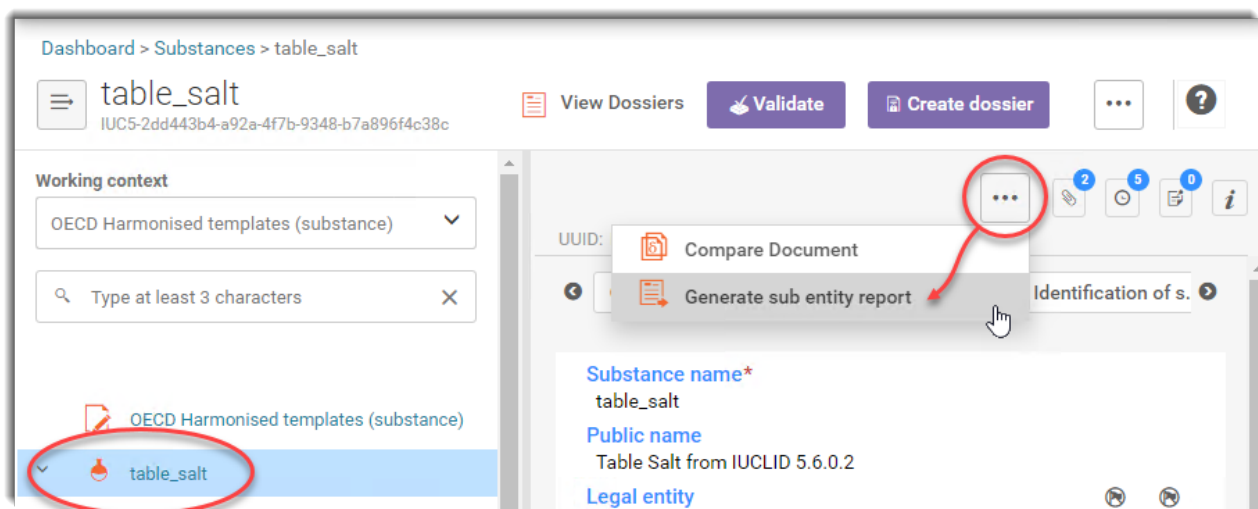 Dashboard > Substances > table_salt
table_salt
IUC5-2dd443b4-a92a-4f7b-9348-b7a896f4c38c
View Dossiers
Validate
Create dossier
...
?
Working context
OECD Harmonised templates (substance)
Type at least 3 characters
OECD Harmonised templates (substance)
table_salt
...
2
5
0
i
UUID:
Compare Document
Generate sub entity report
Identification of s.
Substance name*
table_salt
Public name
Table Salt from IUCLID 5.6.0.2
Legal entity